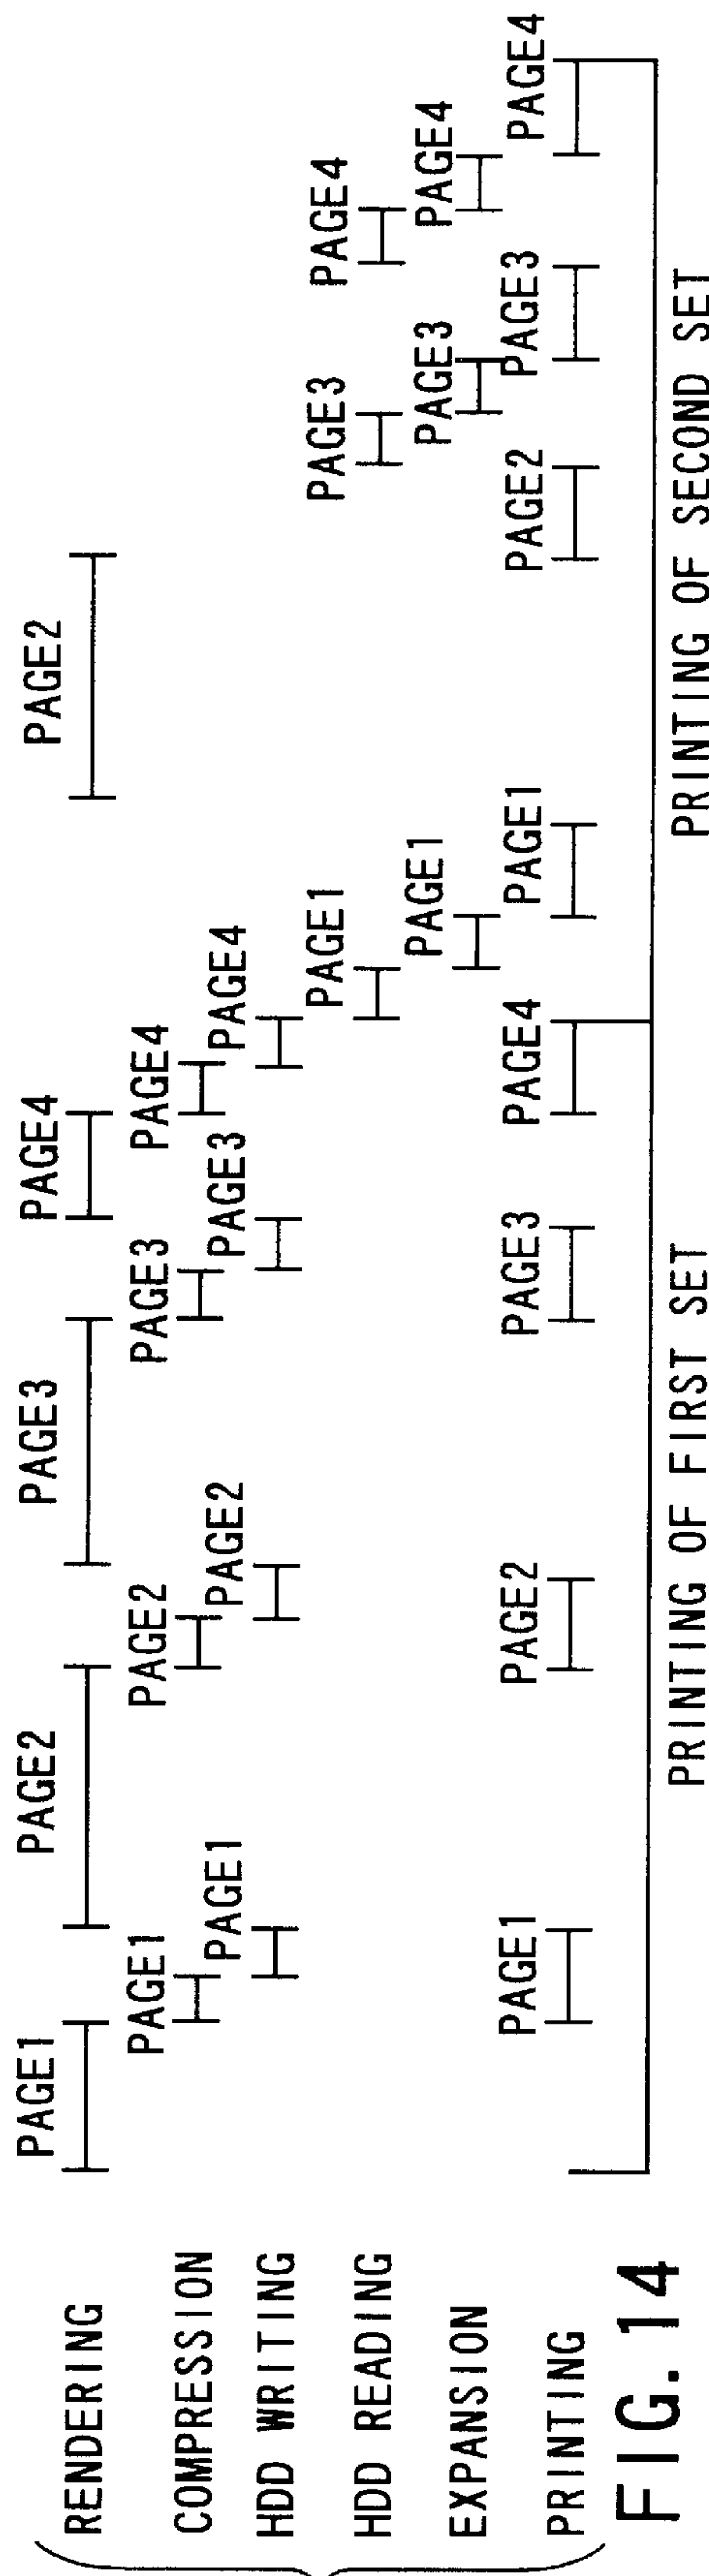 RENDERING PAGE1 PAGE2 PAGE3 PAGE4 PAGE2
COMPRESSION PAGE1 PAGE2 PAGE3 PAGE4
HDD WRITING PAGE1 PAGE2 PAGE3 PAGE4
HDD READING PAGE1 PAGE3 PAGE4
EXPANSION PAGE1 PAGE3 PAGE4
PRINTING PAGE1 PAGE2 PAGE3 PAGE4 PAGE1 PAGE2 PAGE3 PAGE4
PRINTING OF FIRST SET PRINTING OF SECOND SET
FIG. 14